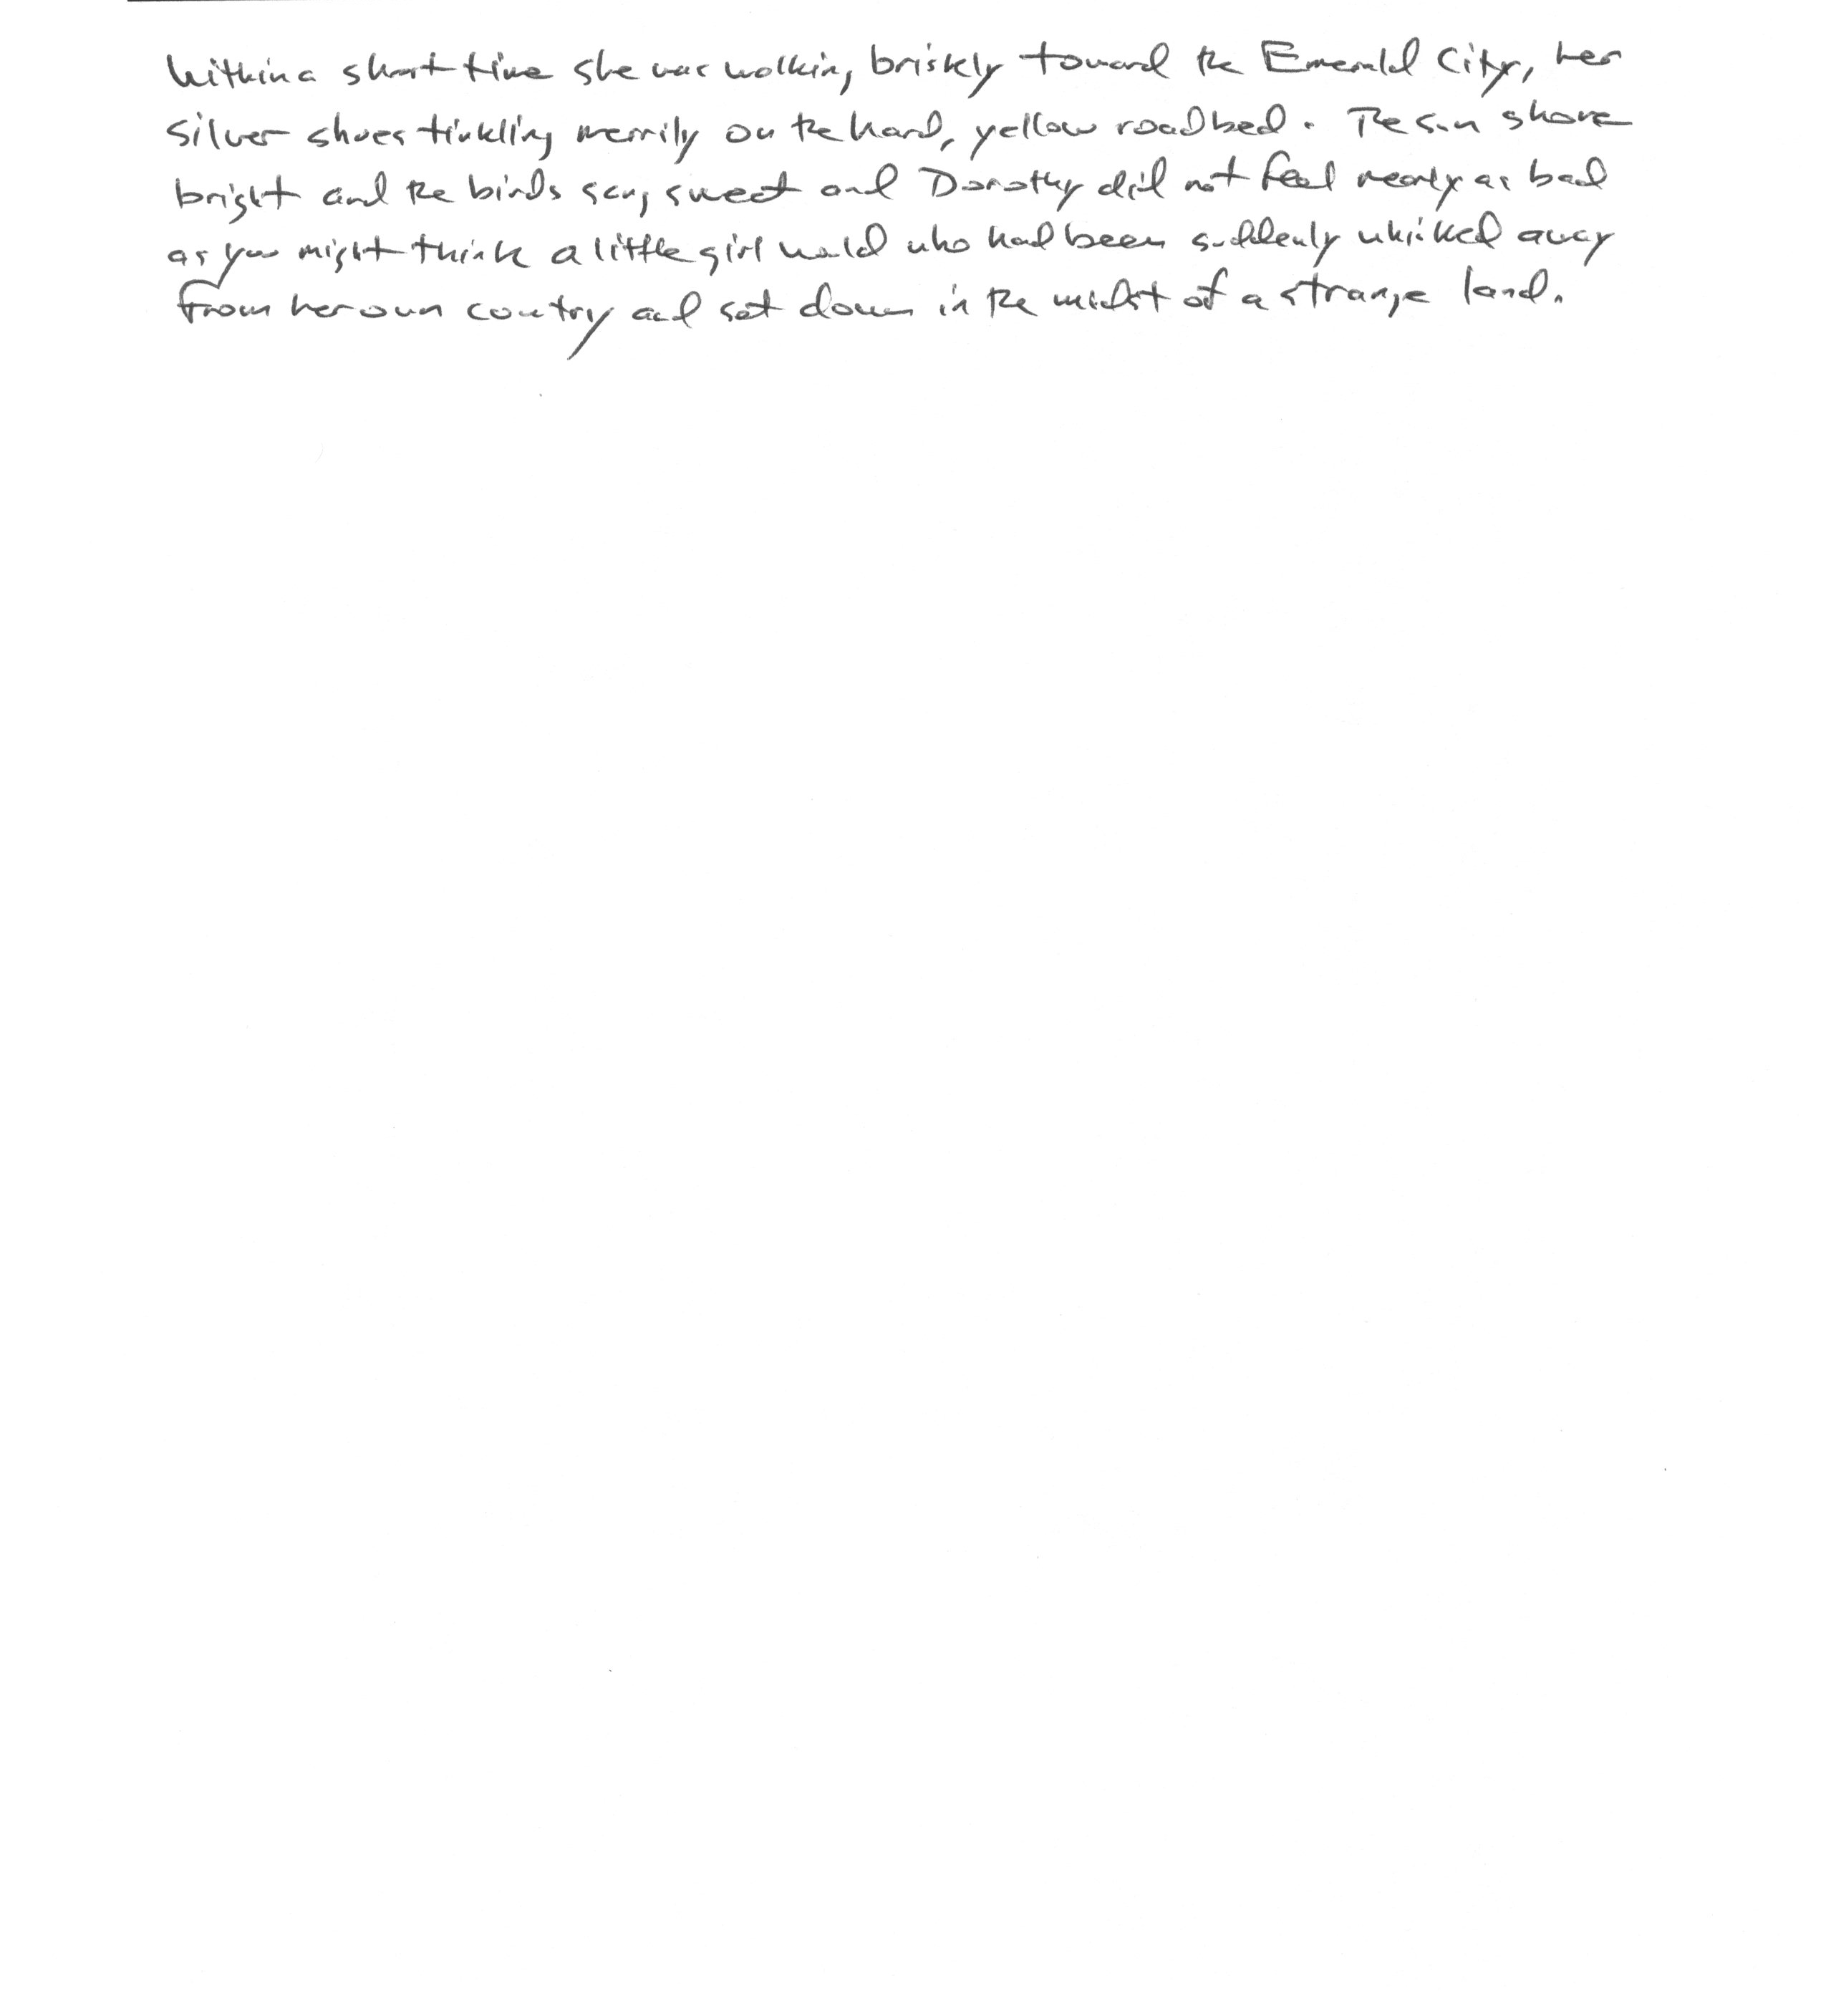 Within a short time she was walking briskly toward the Emerald City, her
silver shoes tinkling merrily on the hard, yellow roadbed. The sun shone
bright and the birds sang sweet and Dorothy did not feel nearly as bad
as you might think a little girl would who had been suddenly whisked away
from her own country and set down in the midst of a strange land.